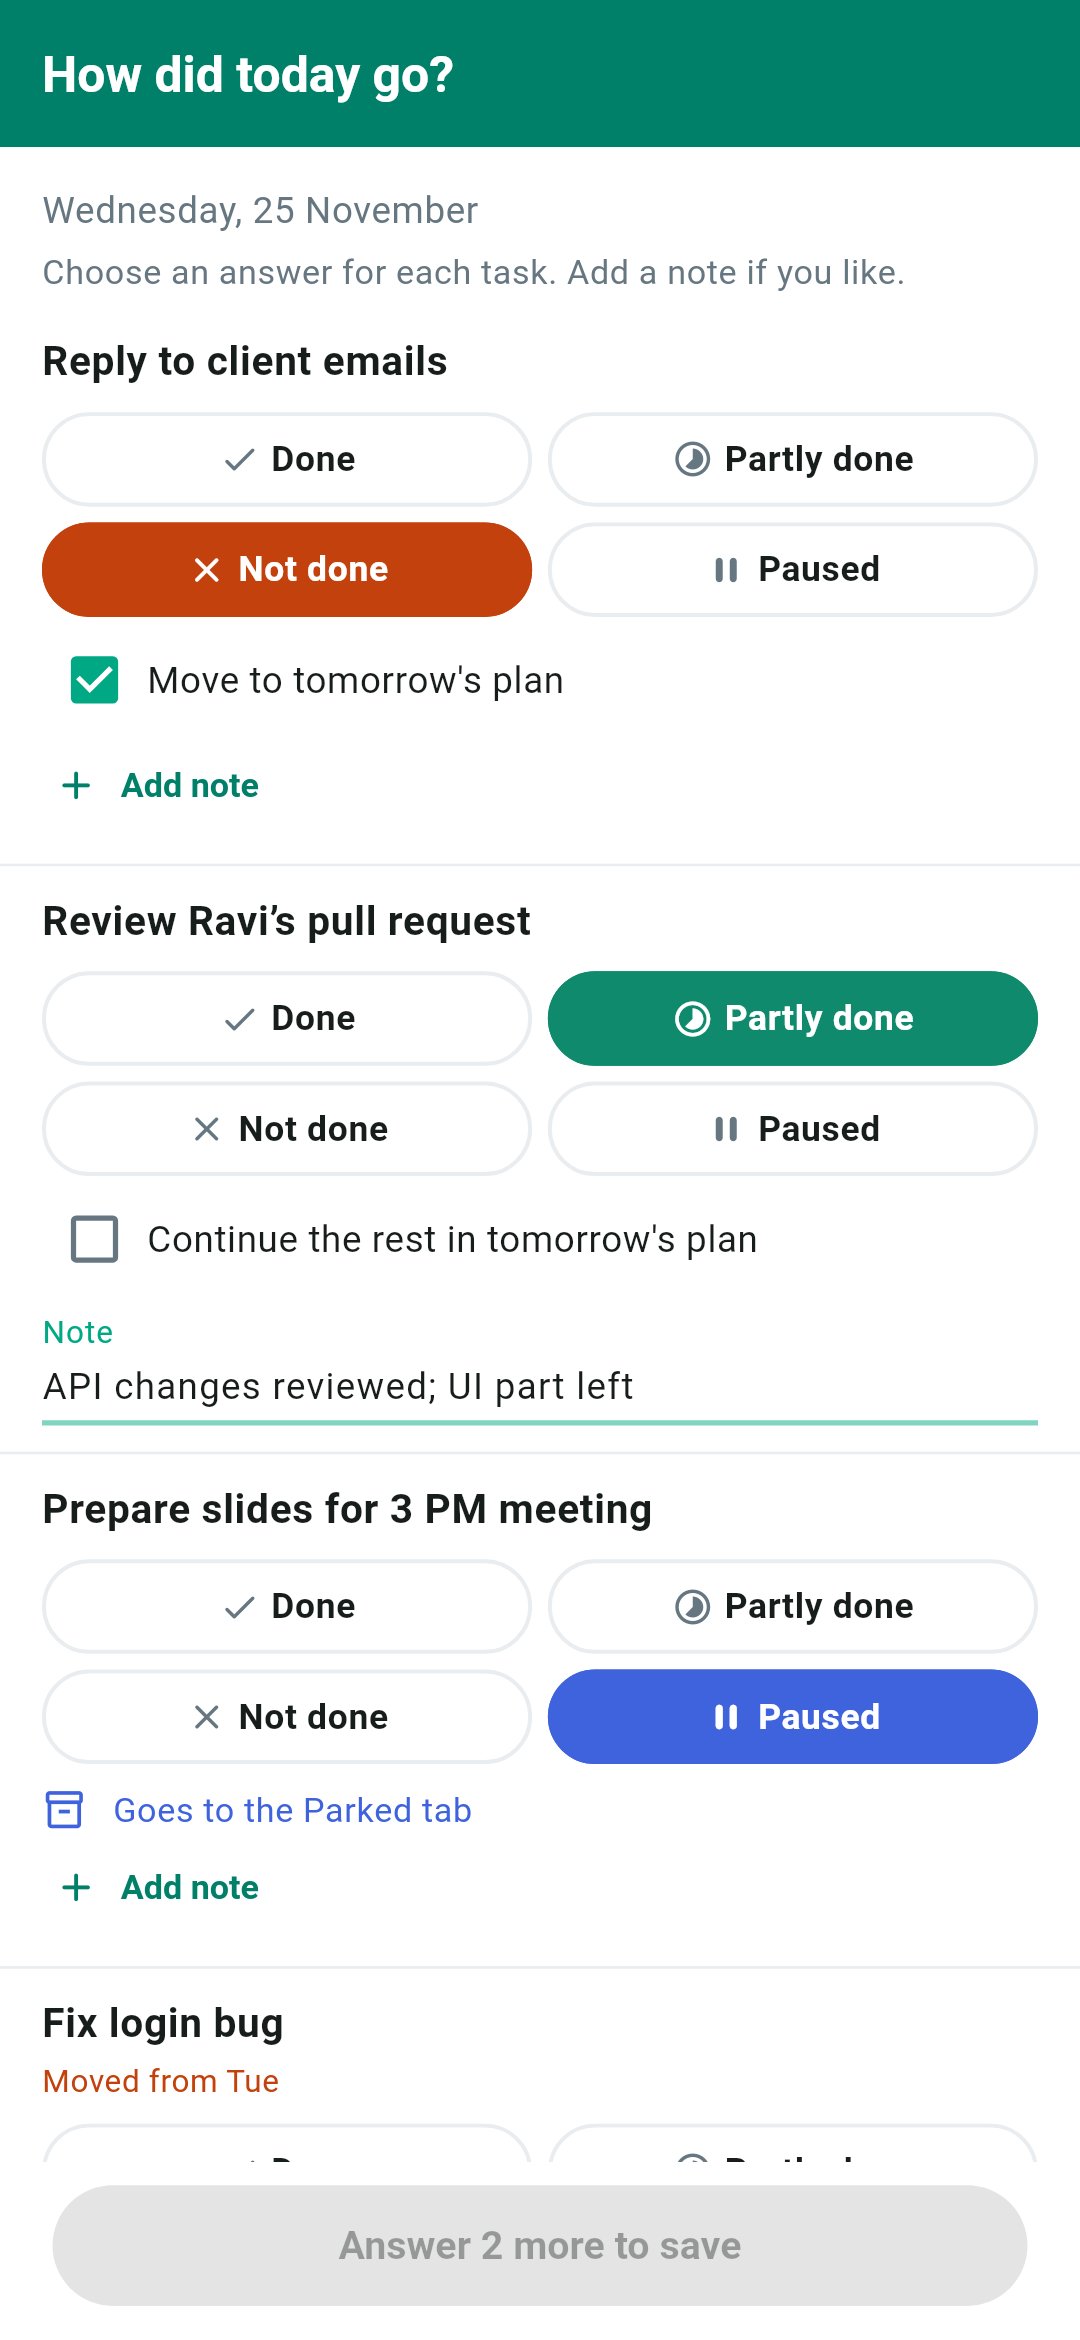 How did today go?
Wednesday, 25 November
Choose an answer for each task. Add a note if you like.
Reply to client emails
Done
Partly done
Not done
Paused
Move to tomorrow's plan
Add note
Review Ravi’s pull request
Done
Partly done
Not done
Paused
Continue the rest in tomorrow's plan
Note
API changes reviewed; UI part left
Prepare slides for 3 PM meeting
Done
Partly done
Not done
Paused
Goes to the Parked tab
Add note
Fix login bug
Moved from Tue
Answer 2 more to save